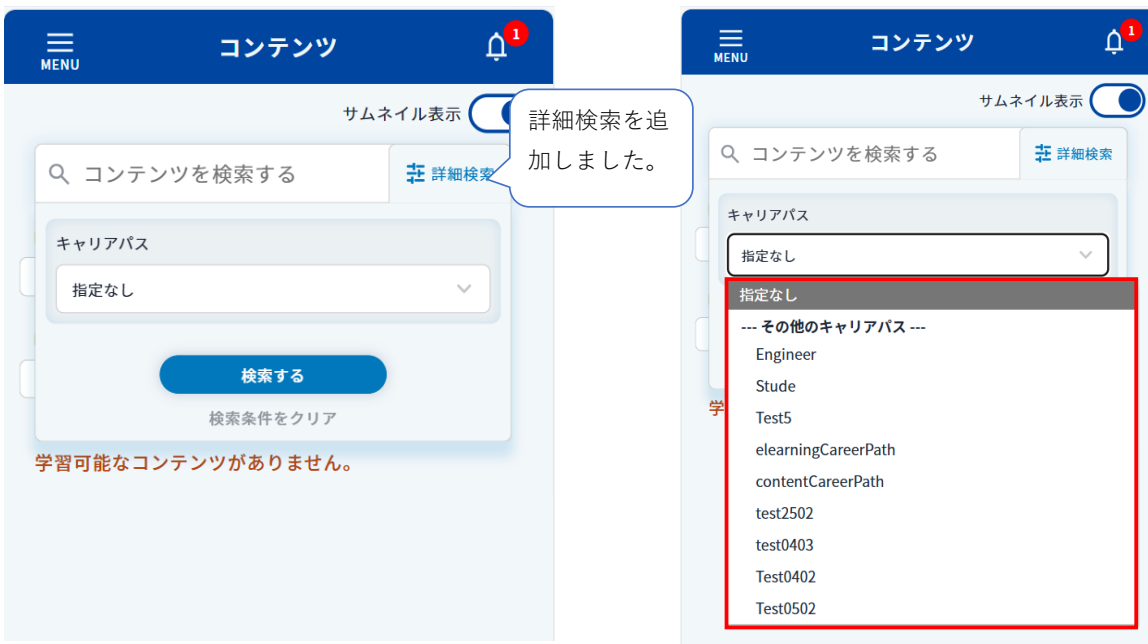 MENU
コンテンツ
1
サムネイル表示
コンテンツを検索する
詳細検索
詳細検索を追
加しました。
キャリアパス
指定なし
検索する
検索条件をクリア
学習可能なコンテンツがありません。
MENU
コンテンツ
1
サムネイル表示
コンテンツを検索する
詳細検索
キャリアパス
指定なし
指定なし
--- その他のキャリアパス ---
Engineer
Stude
Test5
elearningCareerPath
contentCareerPath
test2502
test0403
Test0402
Test0502
学